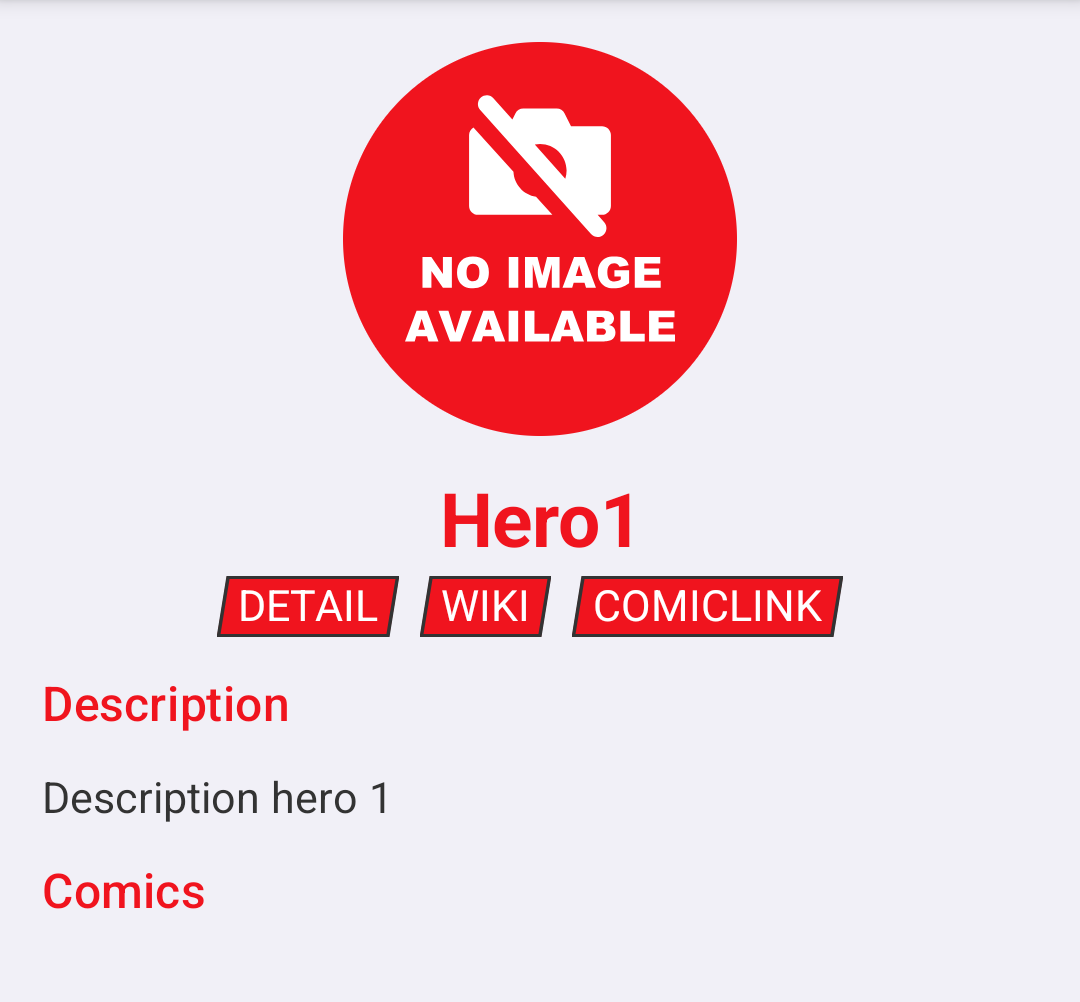 NO IMAGE
AVAILABLE
Hero1
DETAIL WIKI COMICLINK
Description
Description hero 1
Comics